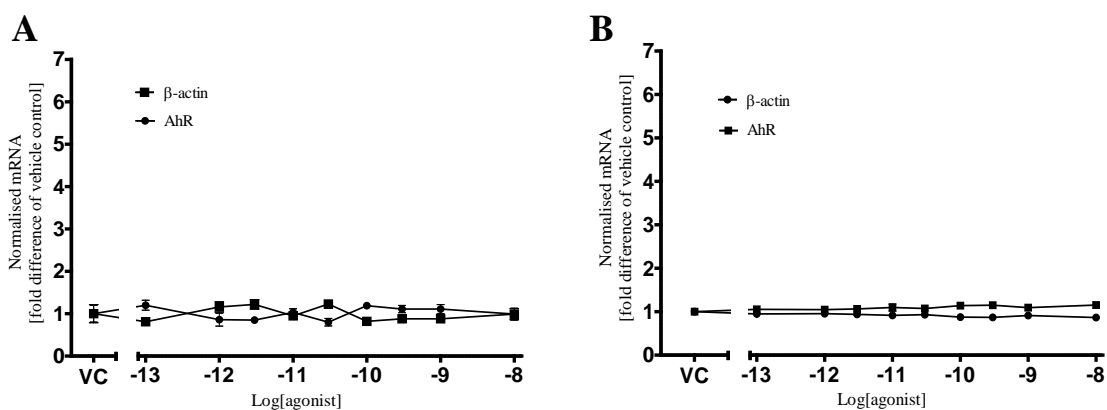 A
7
6
5
4
3
2
1
0
Normalised mRNA
[fold difference of vehicle control]
β-actin
AhR
VC -13 -12 -11 -10 -9 -8
Log[agonist]
B
7
6
5
4
3
2
1
0
Normalised mRNA
[fold difference of vehicle control]
β-actin
AhR
VC -13 -12 -11 -10 -9 -8
Log[agonist]